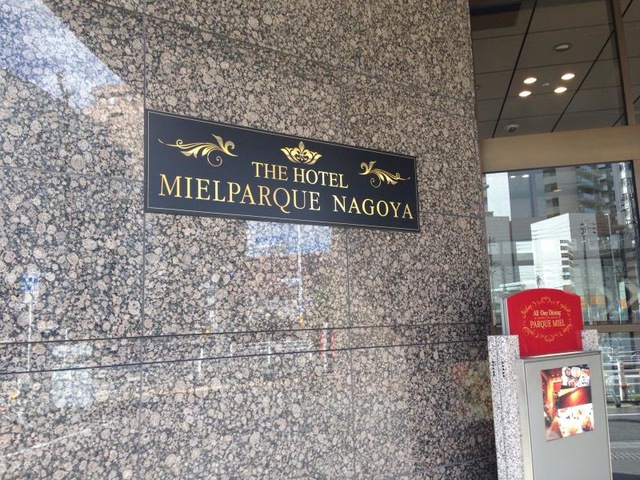 THE HOTEL
MIELPARQUE NAGOYA
All Day Dining
PARQUE MIEL